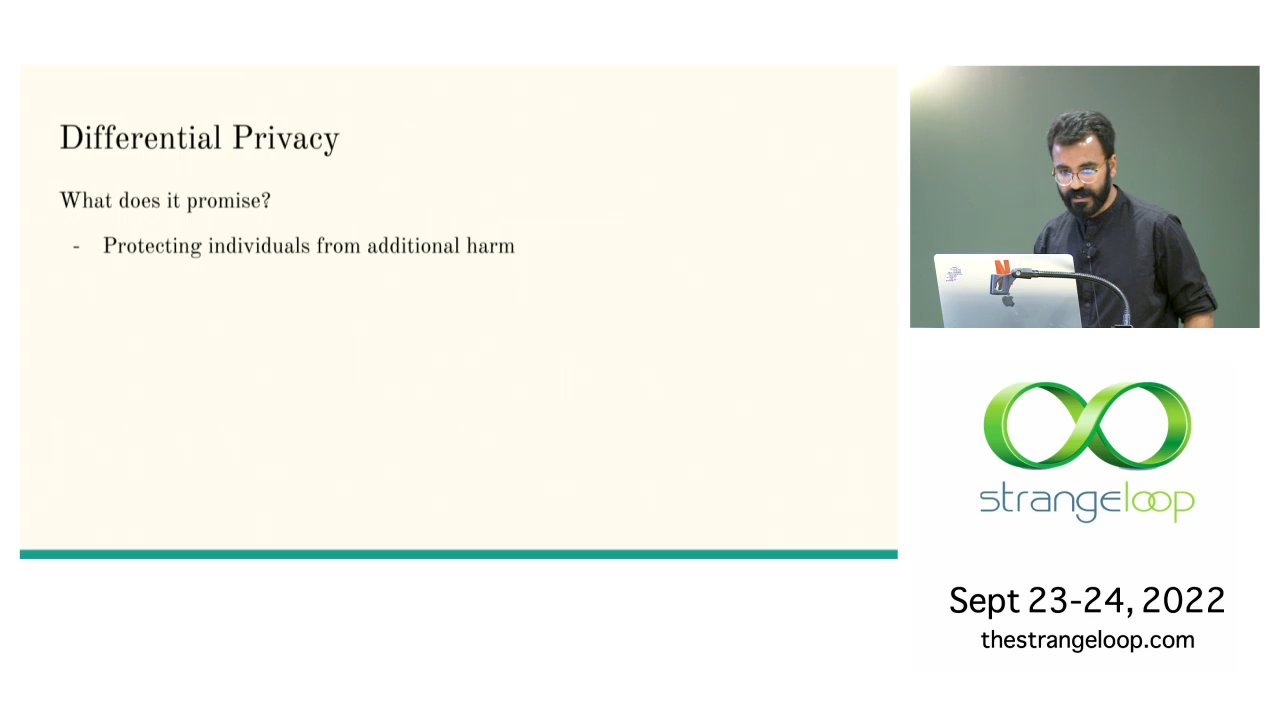 Differential Privacy
What does it promise?
- Protecting individuals from additional harm
strangeloop
Sept 23-24, 2022
thestrangeloop.com